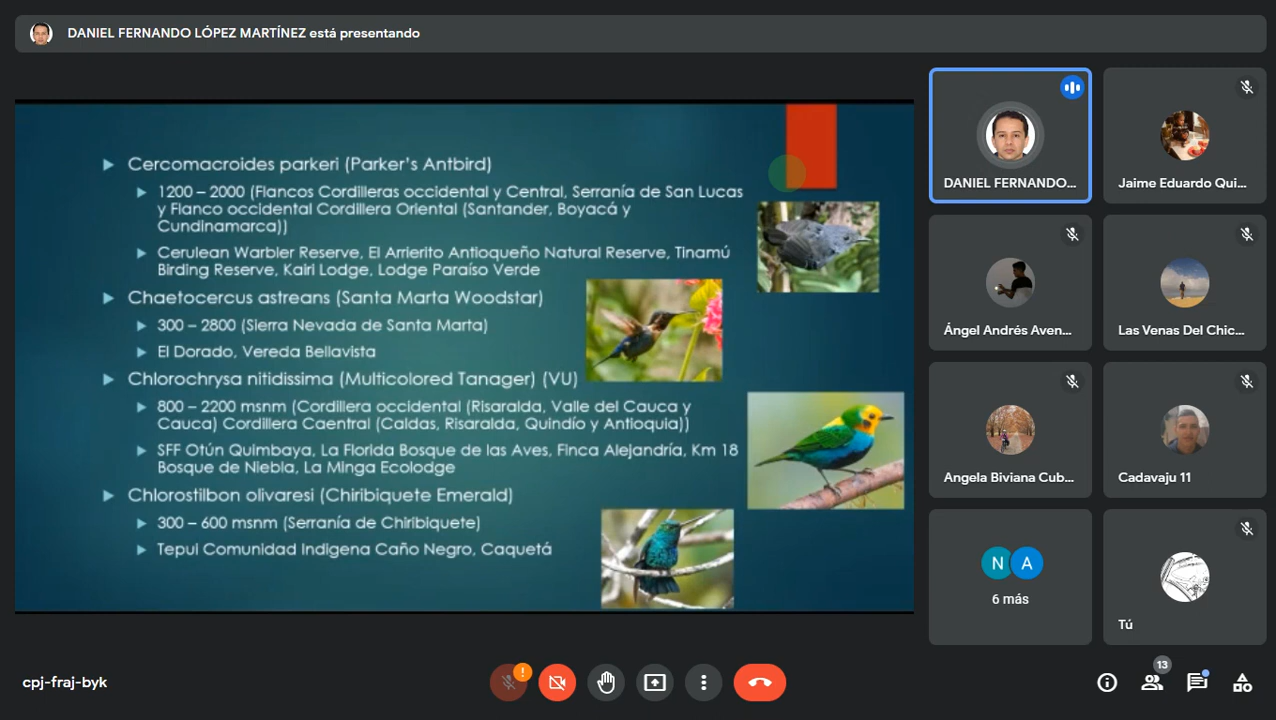 DANIEL FERNANDO LÓPEZ MARTÍNEZ está presentando
Cercomacroides parkeri (Parker's Antbird)
1200 – 2000 (Flancos Cordilleras occidental y Central, Serranía de San Lucas
y Flanco occidental Cordillera Oriental (Santander, Boyacá y
Cundinamarca))
Cerulean Warbler Reserve, El Arrierito Antioqueño Natural Reserve, Tinamú
Birding Reserve, Kairi Lodge, Lodge Paraíso Verde
Chaetocercus astreans (Santa Marta Woodstar)
300 – 2800 (Sierra Nevada de Santa Marta)
El Dorado, Vereda Bellavista
Chlorochrysa nitidissima (Multicolored Tanager) (VU)
800 – 2200 msnm (Cordillera occidental (Risaralda, Valle del Cauca y
Cauca) Cordillera Caentral (Caldas, Risaralda, Quindío y Antioquia))
SFF Otún Quimbaya, La Florida Bosque de las Aves, Finca Alejandría, Km 18
Bosque de Niebla, La Minga Ecolodge
Chlorostilbon olivaresi (Chiribiquete Emerald)
300 – 600 msnm (Serranía de Chiribiquete)
Tepui Comunidad Indigena Caño Negro, Caquetá
DANIEL FERNANDO...
Jaime Eduardo Qui...
Ángel Andrés Aven...
Las Venas Del Chic...
Angela Biviana Cub...
Cadavaju 11
N A
6 más
Tú
cpj-fraj-byk
!
13